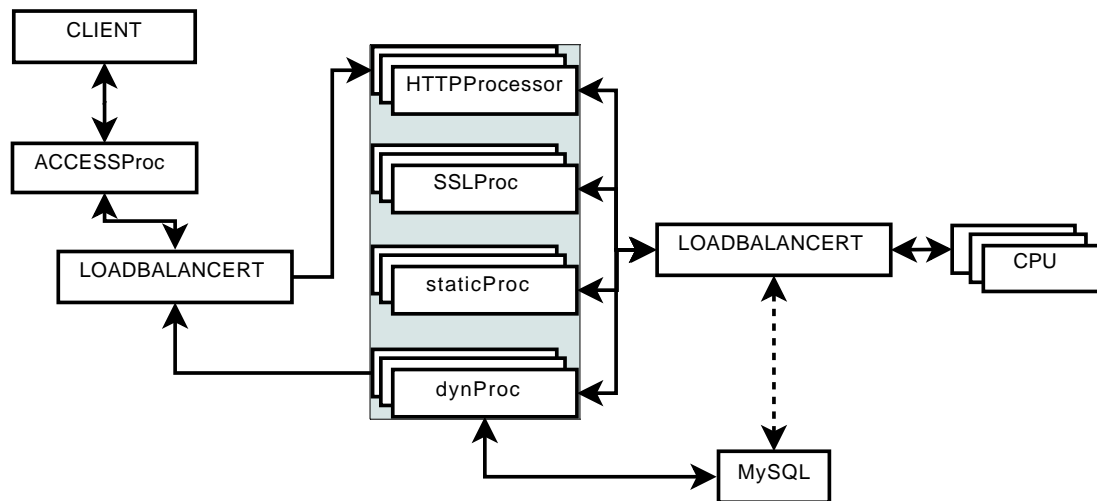 CLIENT
ACCESSProc
LOADBALANCERT
HTTPProcessor
SSLProc
staticProc
dynProc
LOADBALANCERT
CPU
MySQL